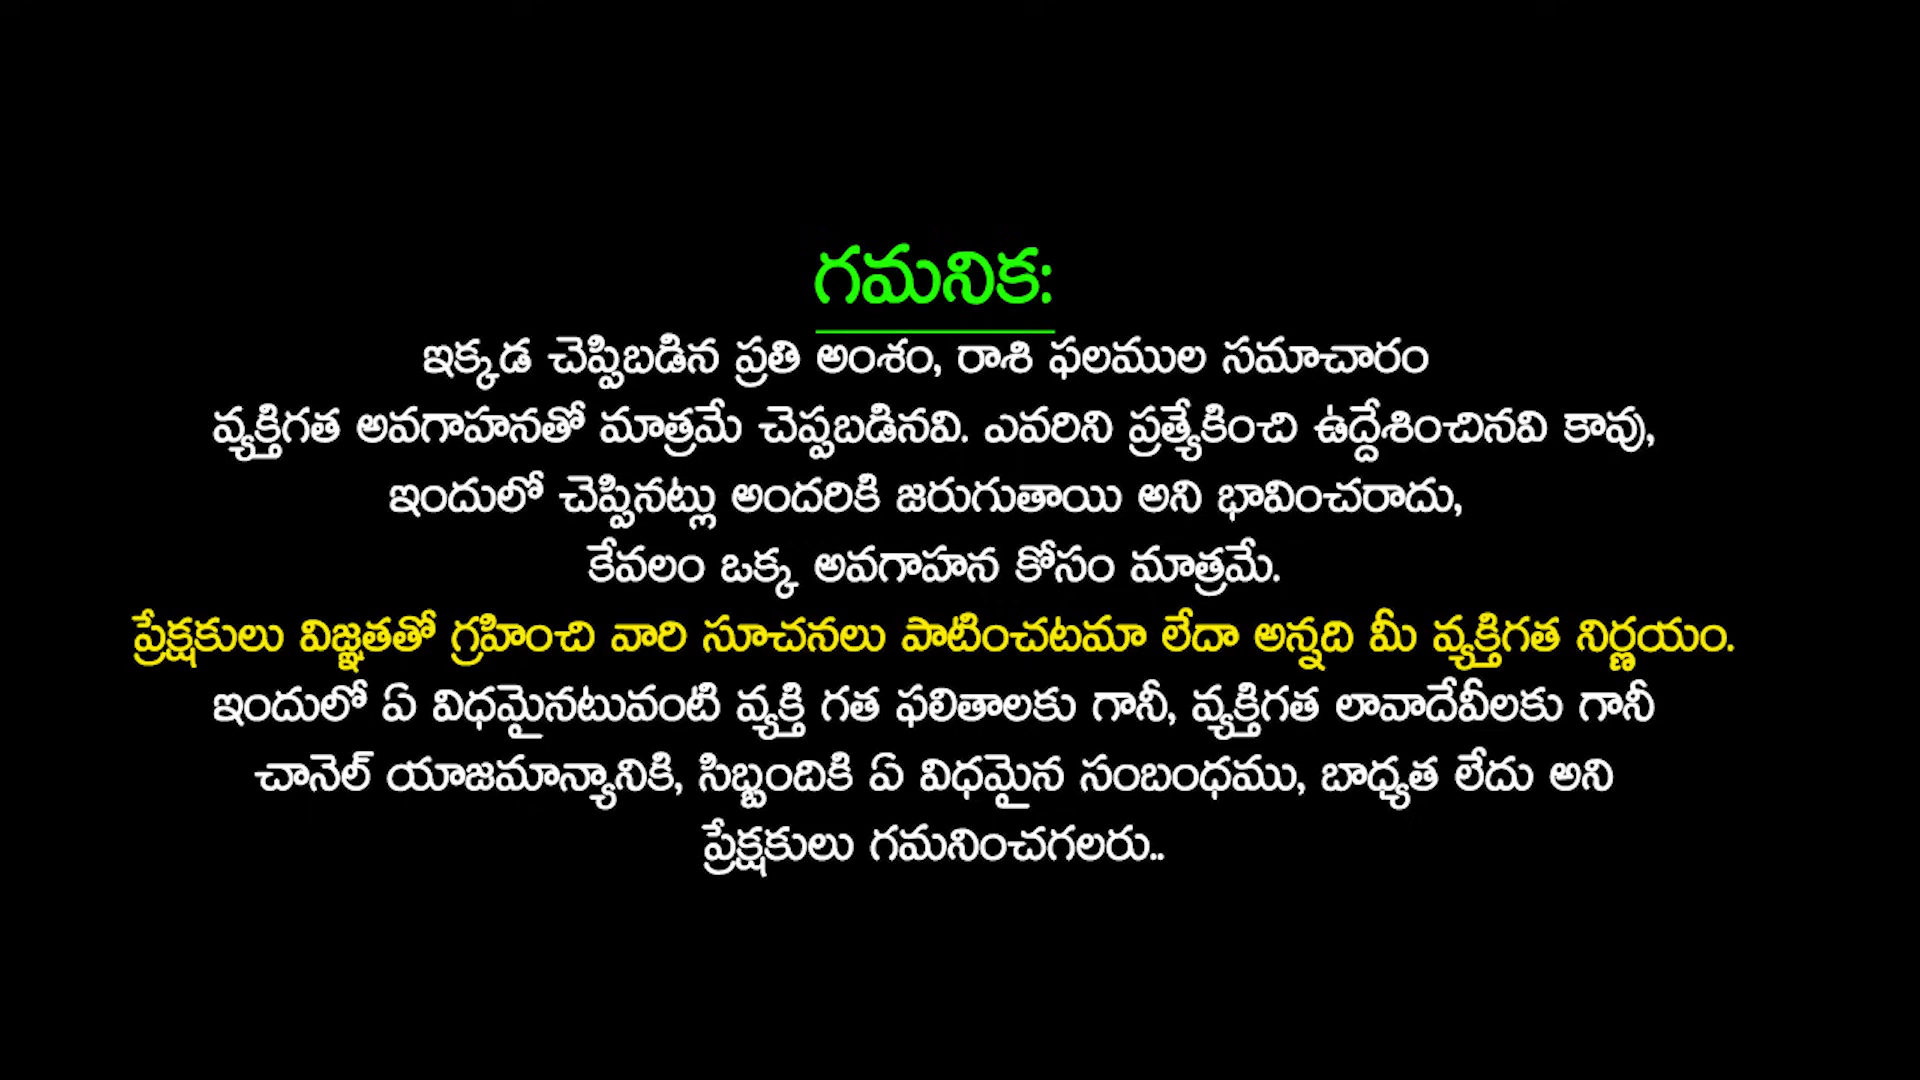 గమనిక:
ఇక్కడ చెప్పిబడిన ప్రతి అంశం, రాశి ఫలముల సమాచారం
వ్యక్తిగత అవగాహనతో మాత్రమే చెప్పబడినవి. ఎవరిని ప్రత్యేకించి ఉద్దేశించినవి కావు,
ఇందులో చెప్పినట్లు అందరికి జరుగుతాయి అని భావించరాదు,
కేవలం ఒక్క అవగాహన కోసం మాత్రమే.
ప్రేక్షకులు విజ్ఞతతో గ్రహించి వారి సూచనలు పాటించటమా లేదా అన్నది మీ వ్యక్తిగత నిర్ణయం.
ఇందులో ఏ విధమైనటువంటి వ్యక్తి గత ఫలితాలకు గానీ, వ్యక్తిగత లావాదేవీలకు గానీ
చానెల్ యాజమాన్యానికి, సిబ్బందికి ఏ విధమైన సంబంధము, బాధ్యత లేదు అని
ప్రేక్షకులు గమనించగలరు..